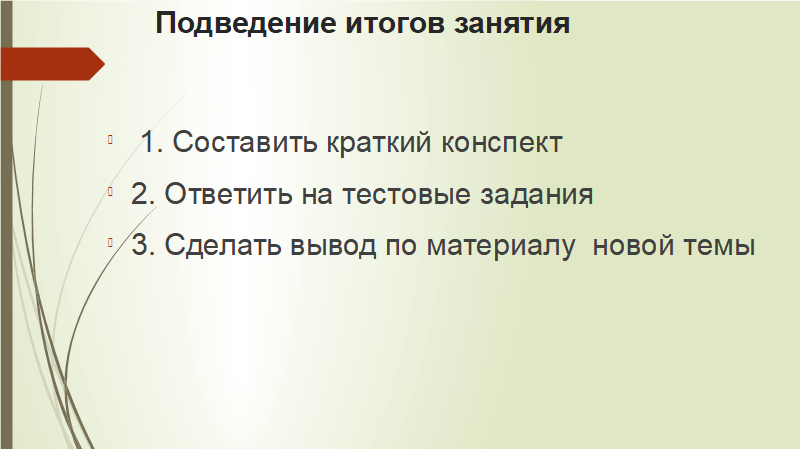 Подведение итогов занятия
1. Составить краткий конспект
2. Ответить на тестовые задания
3. Сделать вывод по материалу  новой темы